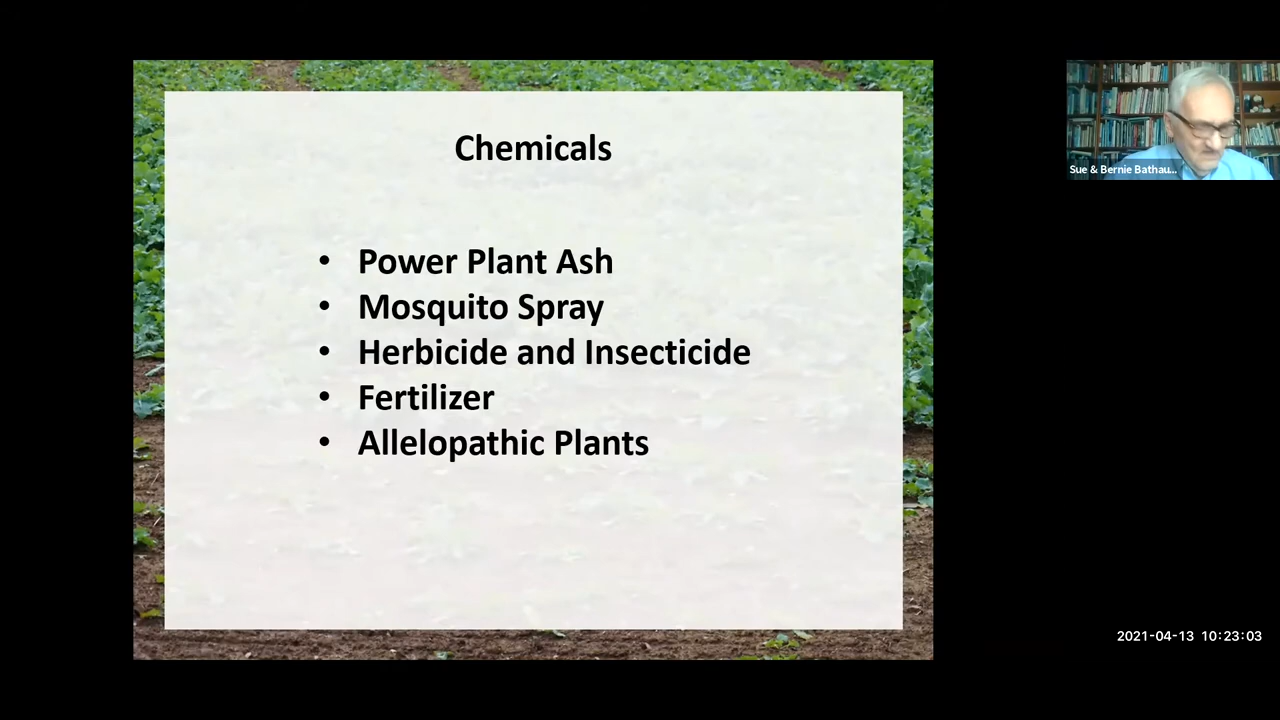 Chemicals
• Power Plant Ash
• Mosquito Spray
• Herbicide and Insecticide
• Fertilizer
• Allelopathic Plants
Sue & Bernie Bathau...
2021-04-13 10:23:03